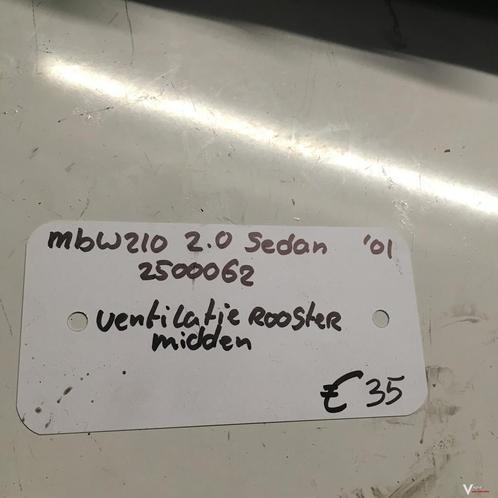 mbW210 2.0 Sedan '01
2500062
Ventilatie ROOSTER
midden
€ 35